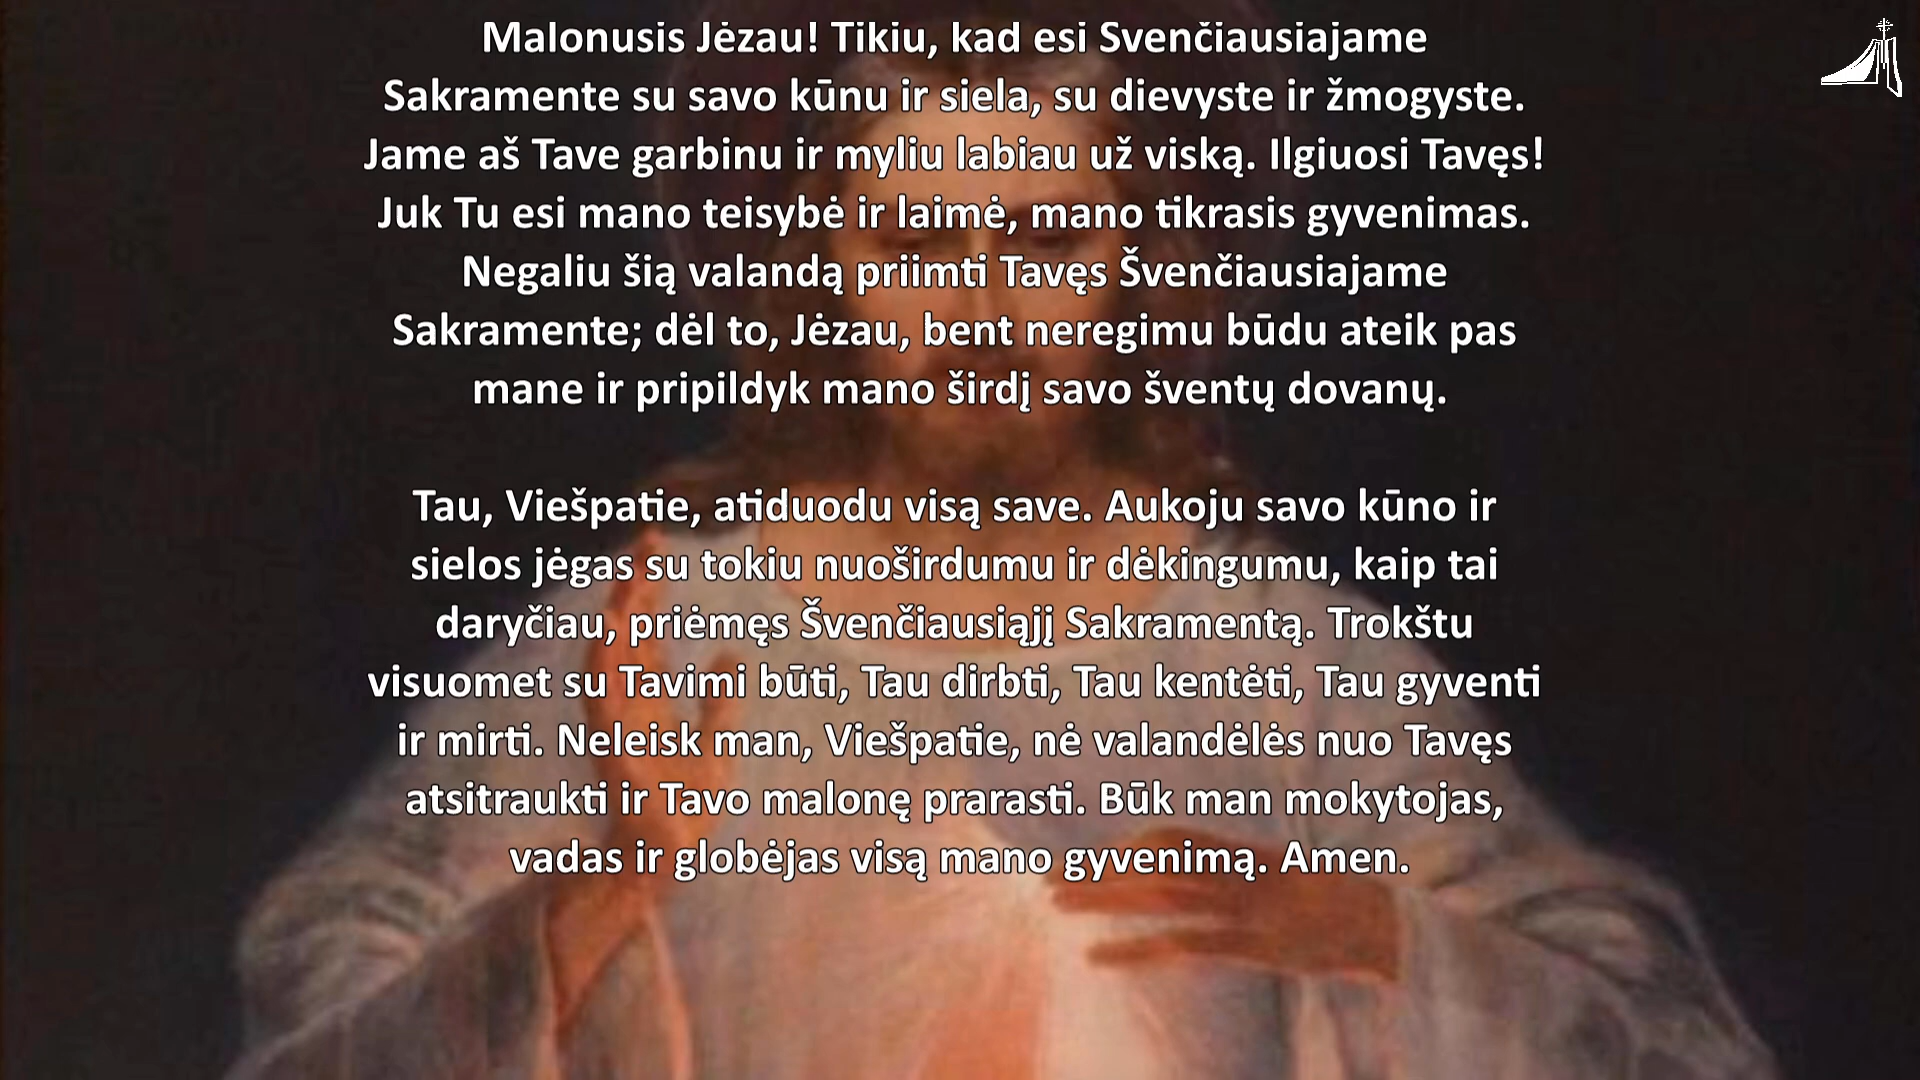 Malonusis Jėzau! Tikiu, kad esi Svenčiausiajame
Sakramente su savo kūnu ir siela, su dievyste ir žmogyste.
Jame aš Tave garbinu ir myliu labiau už viską. Ilgiuosi Tavęs!
Juk Tu esi mano teisybė ir laimė, mano tikrasis gyvenimas.
Negaliu šią valandą priimti Tavęs Švenčiausiajame
Sakramente; dėl to, Jėzau, bent neregimu būdu ateik pas
mane ir pripildyk mano širdį savo šventų dovanų.
Tau, Viešpatie, atiduodu visą save. Aukoju savo kūno ir
sielos jėgas su tokiu nuoširdumu ir dėkingumu, kaip tai
daryčiau, priėmęs Švenčiausiąjį Sakramentą. Trokštu
visuomet su Tavimi būti, Tau dirbti, Tau kentėti, Tau gyventi
ir mirti. Neleisk man, Viešpatie, nė valandėlės nuo Tavęs
atsitraukti ir Tavo malonę prarasti. Būk man mokytojas,
vadas ir globėjas visą mano gyvenimą. Amen.